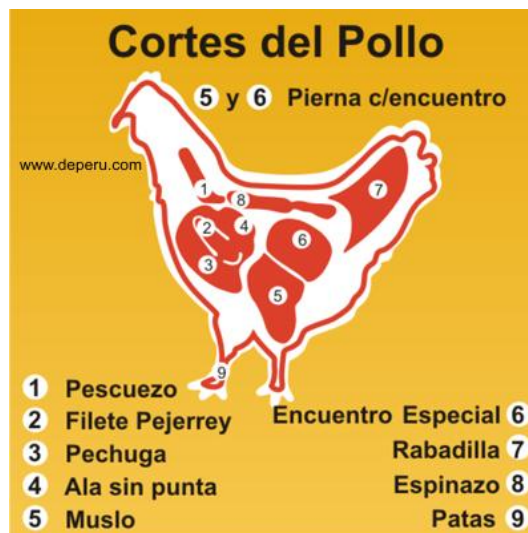 Cortes del Pollo
5 y 6 Pierna c/encuentro
www.deperu.com
1
8
7
2
4
6
3
5
9
1 Pescuezo
2 Filete Pejerrey
3 Pechuga
4 Ala sin punta
5 Muslo
Encuentro Especial 6
Rabadilla 7
Espinazo 8
Patas 9